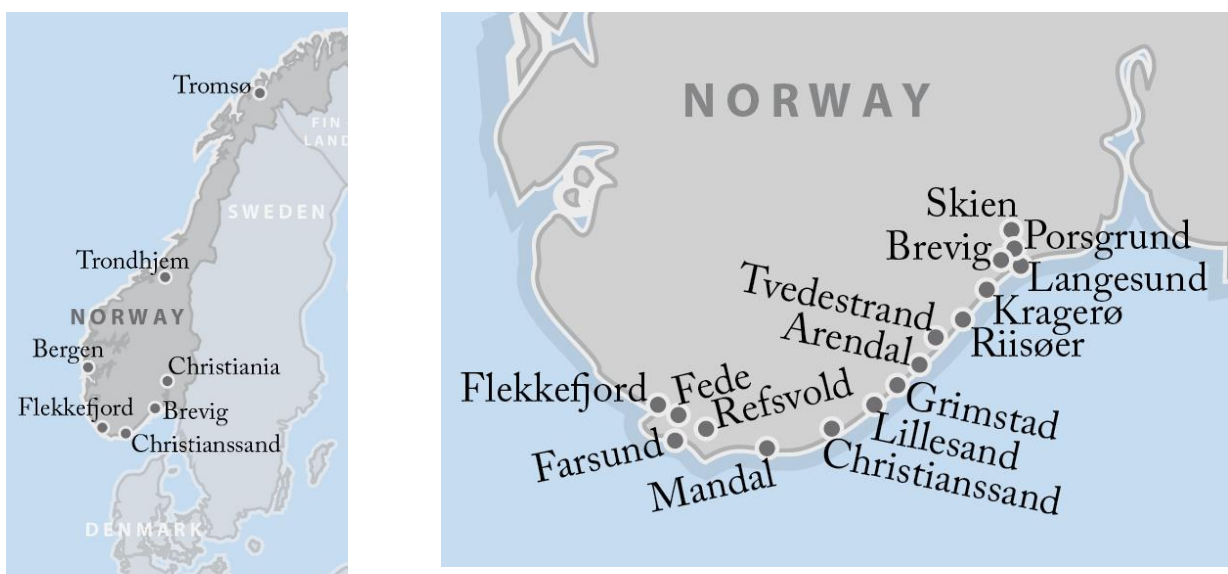 Tromsø
FIN
LAND
SWEDEN
Trondhjem
NORWAY
Bergen
Christiania
Flekkefjord
Brevig
Christianssand
DENMARK
NORWAY
Skien
Porsgrund
Brevig
Langesund
Tvedestrand
Kragerø
Arendal
Riisøer
Flekkefjord
Fede
Refsvold
Grimstad
Farsund
Lillesand
Mandal
Christianssand